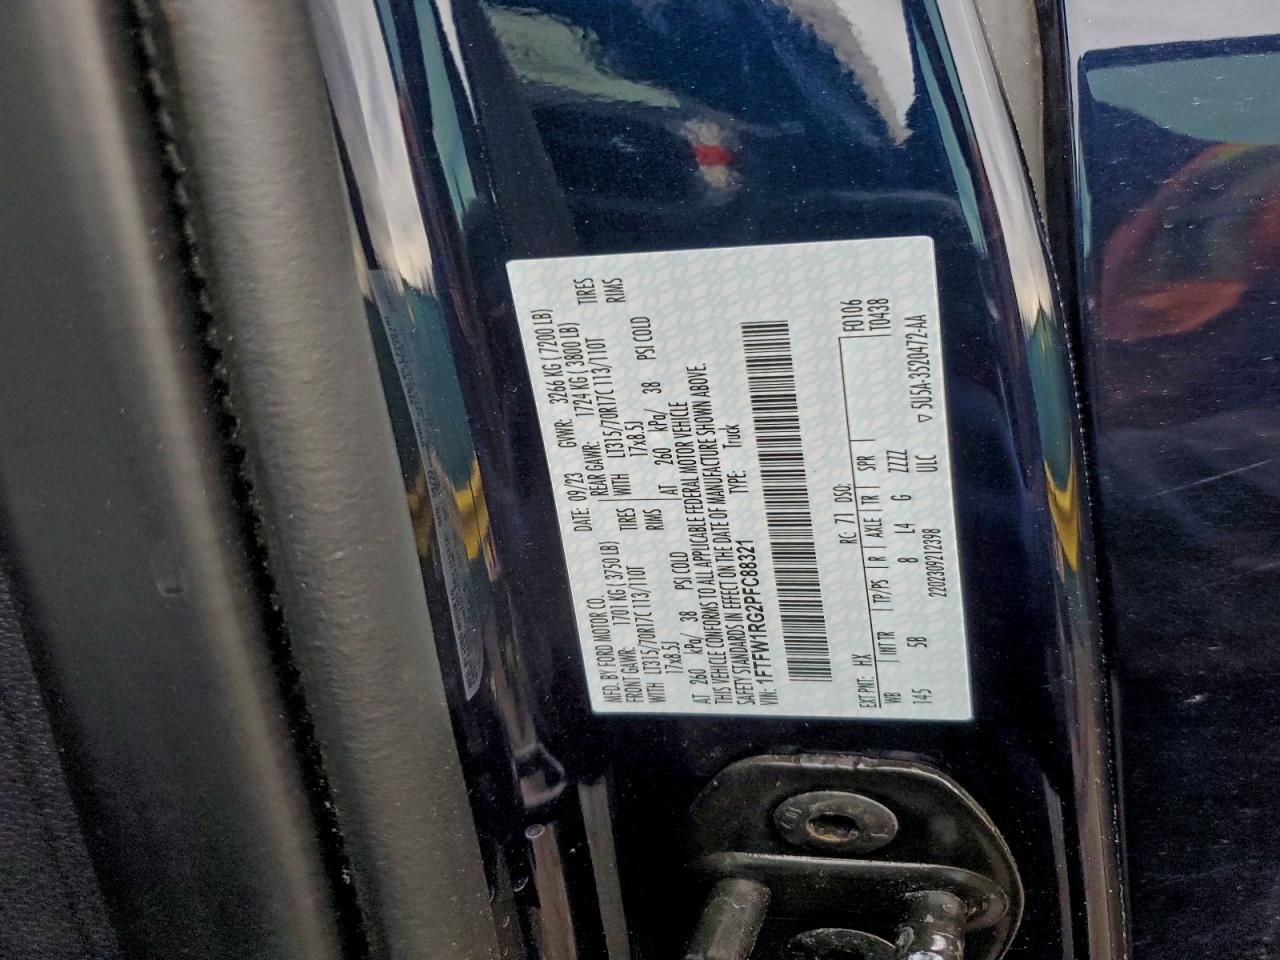 MFD. BY FORD MOTOR CO.
DATE: 09/23 GVWR: 3266 KG ( 7200 LB)
FRONT GAWR: 1701 KG ( 3750 LB) REAR GAWR: 1724 KG ( 3800 LB)
WITH LT315/70R17C 113/110T TIRES WITH LT315/70R17C 113/110T TIRES
17x8.5J RIMS 17x8.5J RIMS
AT 260 kPa/ 38 PSI COLD AT 260 kPa/ 38 PSI COLD
THIS VEHICLE CONFORMS TO ALL APPLICABLE FEDERAL MOTOR VEHICLE
SAFETY STANDARDS IN EFFECT ON THE DATE OF MANUFACTURE SHOWN ABOVE.
VIN: 1FTFW1RG2PFC88321 TYPE: Truck
EXT PNT: HX RC: 71 DSO: F0106
WB INT TR TP/PS R AXLE TR SPR T0438
145 5B 8 L4 G ZZZZ
2202309212398 ULC ▽ 5U5A-3520472-AA